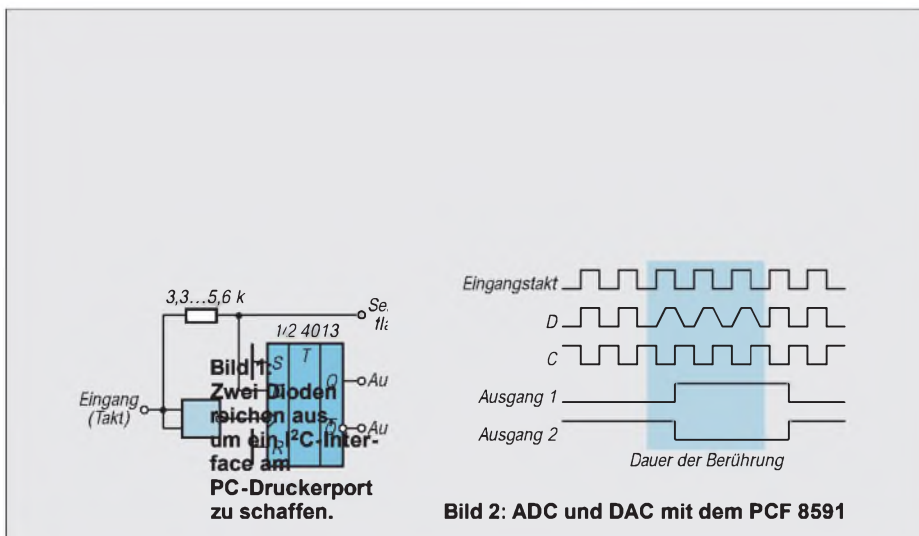 3,3...5,6 k
1/2 4013
S T
Q
R
Eingang
(Takt)
Bild 1:
Zwei Dioden
reichen aus,
um ein I²C-Inter-
face am
PC-Druckerport
zu schaffen.
Eingangstakt
D
C
Ausgang 1
Ausgang 2
Dauer der Berührung
Bild 2: ADC und DAC mit dem PCF 8591